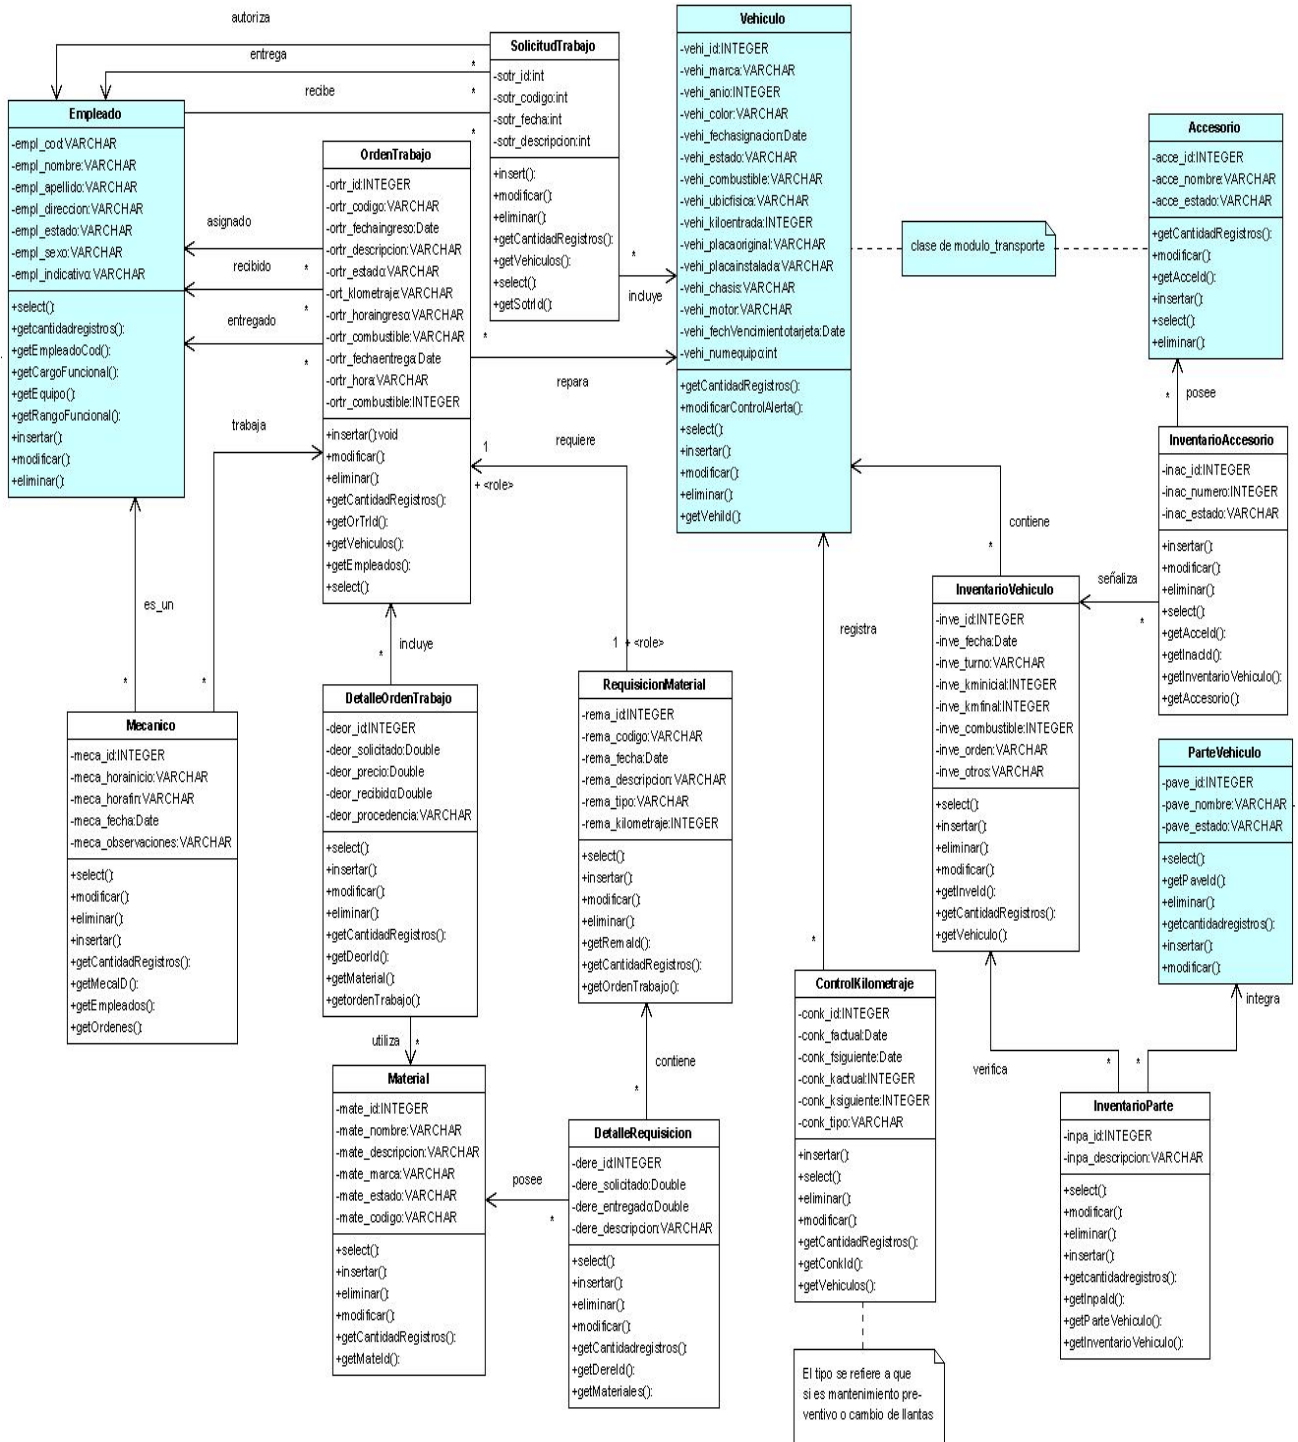 autoriza
entrega
*
recibe
*
*
Empleado
-empl_cod:VARCHAR
-empl_nombre:VARCHAR
-empl_apellido:VARCHAR
-empl_direccion:VARCHAR
-empl_estado:VARCHAR
-empl_sexo:VARCHAR
-empl_indicativo:VARCHAR
+select():
+getcantidadregistros():
+getEmpleadoCod():
+getCargoFuncional():
+getEquipo():
+getRangoFuncional():
+insertar():
+modificar():
+eliminar():
SolicitudTrabajo
-sotr_id:int
-sotr_codigo:int
-sotr_fecha:int
-sotr_descripcion:int
+insert():
+modificar():
+eliminar():
+getCantidadRegistros():
+getVehiculos():
+select():
+getSotrId():
*
incluye
OrdenTrabajo
-ortr_id:INTEGER
-ortr_codigo:VARCHAR
-ortr_fechaingreso:Date
-ortr_descripcion:VARCHAR
-ortr_estado:VARCHAR
-ort_klometraje:VARCHAR
-ortr_horaingreso:VARCHAR
-ortr_combustible:VARCHAR
-ortr_fechaentrega:Date
-ortr_hora:VARCHAR
-ortr_combustible:INTEGER
+insertar():void
+modificar():
+eliminar():
+getCantidadRegistros():
+getOrTrId():
+getVehiculos():
+getEmpleados():
+select():
asignado
*
recibido
*
entregado
*
trabaja
*
*
repara
1
requiere
+ <role>
1 + <role>
Vehiculo
-vehi_id:INTEGER
-vehi_marca:VARCHAR
-vehi_anio:INTEGER
-vehi_color:VARCHAR
-vehi_fechasignacion:Date
-vehi_estado:VARCHAR
-vehi_combustible:VARCHAR
-vehi_ubicfisica:VARCHAR
-vehi_kiloentrada:INTEGER
-vehi_placaoriginal:VARCHAR
-vehi_placainstalada:VARCHAR
-vehi_chasis:VARCHAR
-vehi_motor:VARCHAR
-vehi_fechVencimientotarjeta:Date
-vehi_numequipo:int
+getCantidadRegistros():
+modificarControlAlerta():
+select():
+insertar():
+modificar():
+eliminar():
+getVehiId():
clase de modulo_transporte
Accesorio
-acce_id:INTEGER
-acce_nombre:VARCHAR
-acce_estado:VARCHAR
+getCantidadRegistros():
+modificar():
+getAcceId():
+insertar():
+select():
+eliminar():
* posee
InventarioAccesorio
-inac_id:INTEGER
-inac_numero:INTEGER
-inac_estado:VARCHAR
+insertar():
+modificar():
+eliminar():
+select():
+getAcceId():
+getInacId():
+getInventarioVehiculo():
+getAccesorio():
contiene
*
señaliza
*
InventarioVehiculo
-inve_id:INTEGER
-inve_fecha:Date
-inve_turno:VARCHAR
-inve_kminicial:INTEGER
-inve_kmfinal:INTEGER
-inve_combustible:INTEGER
-inve_orden:VARCHAR
-inve_otros:VARCHAR
+select():
+insertar():
+eliminar():
+modificar():
+getInveId():
+getCantidadRegistros():
+getVehiculo():
ParteVehiculo
-pave_id:INTEGER
-pave_nombre:VARCHAR
-pave_estado:VARCHAR
+select():
+getPaveId():
+eliminar():
+getcantidadregistros():
+insertar():
+modificar():
integra
*
*
verifica
InventarioParte
-inpa_id:INTEGER
-inpa_descripcion:VARCHAR
+select():
+modificar():
+eliminar():
+insertar():
+getcantidadregistros():
+getInpaId():
+getParteVehiculo():
+getInventarioVehiculo():
es_un
*
Mecanico
-meca_id:INTEGER
-meca_horainicio:VARCHAR
-meca_horafin:VARCHAR
-meca_fecha:Date
-meca_observaciones:VARCHAR
+select():
+modificar():
+eliminar():
+insertar():
+getCantidadRegistros():
+getMecaID():
+getEmpleados():
+getOrdenes():
incluye
*
DetalleOrdenTrabajo
-deor_id:INTEGER
-deor_solicitado:Double
-deor_precio:Double
-deor_recibido:Double
-deor_procedencia:VARCHAR
+select():
+insertar():
+modificar():
+eliminar():
+getCantidadRegistros():
+getDeorId():
+getMaterial():
+getordenTrabajo():
utiliza *
Material
-mate_id:INTEGER
-mate_nombre:VARCHAR
-mate_descripcion:VARCHAR
-mate_marca:VARCHAR
-mate_estado:VARCHAR
-mate_codigo:VARCHAR
+select():
+insertar():
+eliminar():
+modificar():
+getCantidadRegistros():
+getMateId():
RequisicionMaterial
-rema_id:INTEGER
-rema_codigo:VARCHAR
-rema_fecha:Date
-rema_descripcion:VARCHAR
-rema_tipo:VARCHAR
-rema_kilometraje:INTEGER
+select():
+insertar():
+modificar():
+eliminar():
+getRemaId():
+getCantidadRegistros():
+getOrdenTrabajo():
contiene
*
posee
*
DetalleRequisicion
-dere_id:INTEGER
-dere_solicitado:Double
-dere_entregado:Double
-dere_descripcion:VARCHAR
+select():
+insertar():
+eliminar():
+modificar():
+getCantidadregistros():
+getDereId():
+getMateriales():
registra
*
ControlKilometraje
-conk_id:INTEGER
-conk_factual:Date
-conk_fsiguiente:Date
-conk_kactual:INTEGER
-conk_ksiguiente:INTEGER
-conk_tipo:VARCHAR
+insertar():
+select():
+eliminar():
+modificar():
+getCantidadRegistros():
+getConkId():
+getVehiculos():
El tipo se refiere a que
si es mantenimiento pre-
ventivo o cambio de llantas